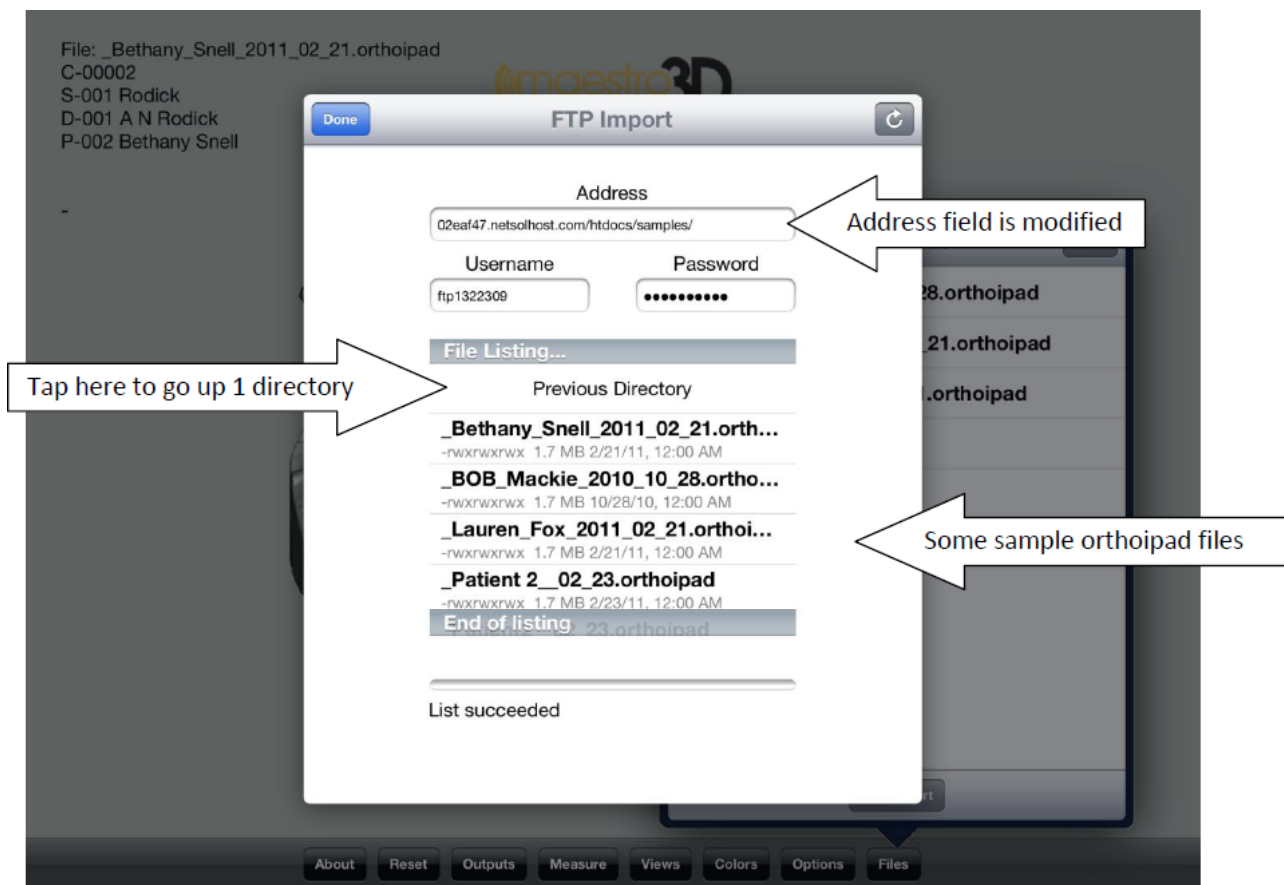 File: _Bethany_Snell_2011_02_21.orthoipad
C-00002
S-001 Rodick
D-001 A N Rodick
P-002 Bethany Snell
-
maestro3D
Done
FTP Import
Address
02eaf47.netsolhost.com/htdocs/samples/
Address field is modified
Username
Password
ftp1322309
••••••••••
28.orthoipad
_21.orthoipad
.orthoipad
File Listing...
Tap here to go up 1 directory
Previous Directory
_Bethany_Snell_2011_02_21.orth...
-rwxrwxrwx 1.7 MB 2/21/11, 12:00 AM
_BOB_Mackie_2010_10_28.ortho...
-rwxrwxrwx 1.7 MB 10/28/10, 12:00 AM
_Lauren_Fox_2011_02_21.orthoi...
-rwxrwxrwx 1.7 MB 2/21/11, 12:00 AM
Some sample orthoipad files
_Patient 2__02_23.orthoipad
-rwxrwxrwx 1.7 MB 2/23/11, 12:00 AM
End of listing
23.orthoipad
List succeeded
rt
About Reset Outputs Measure Views Colors Options Files